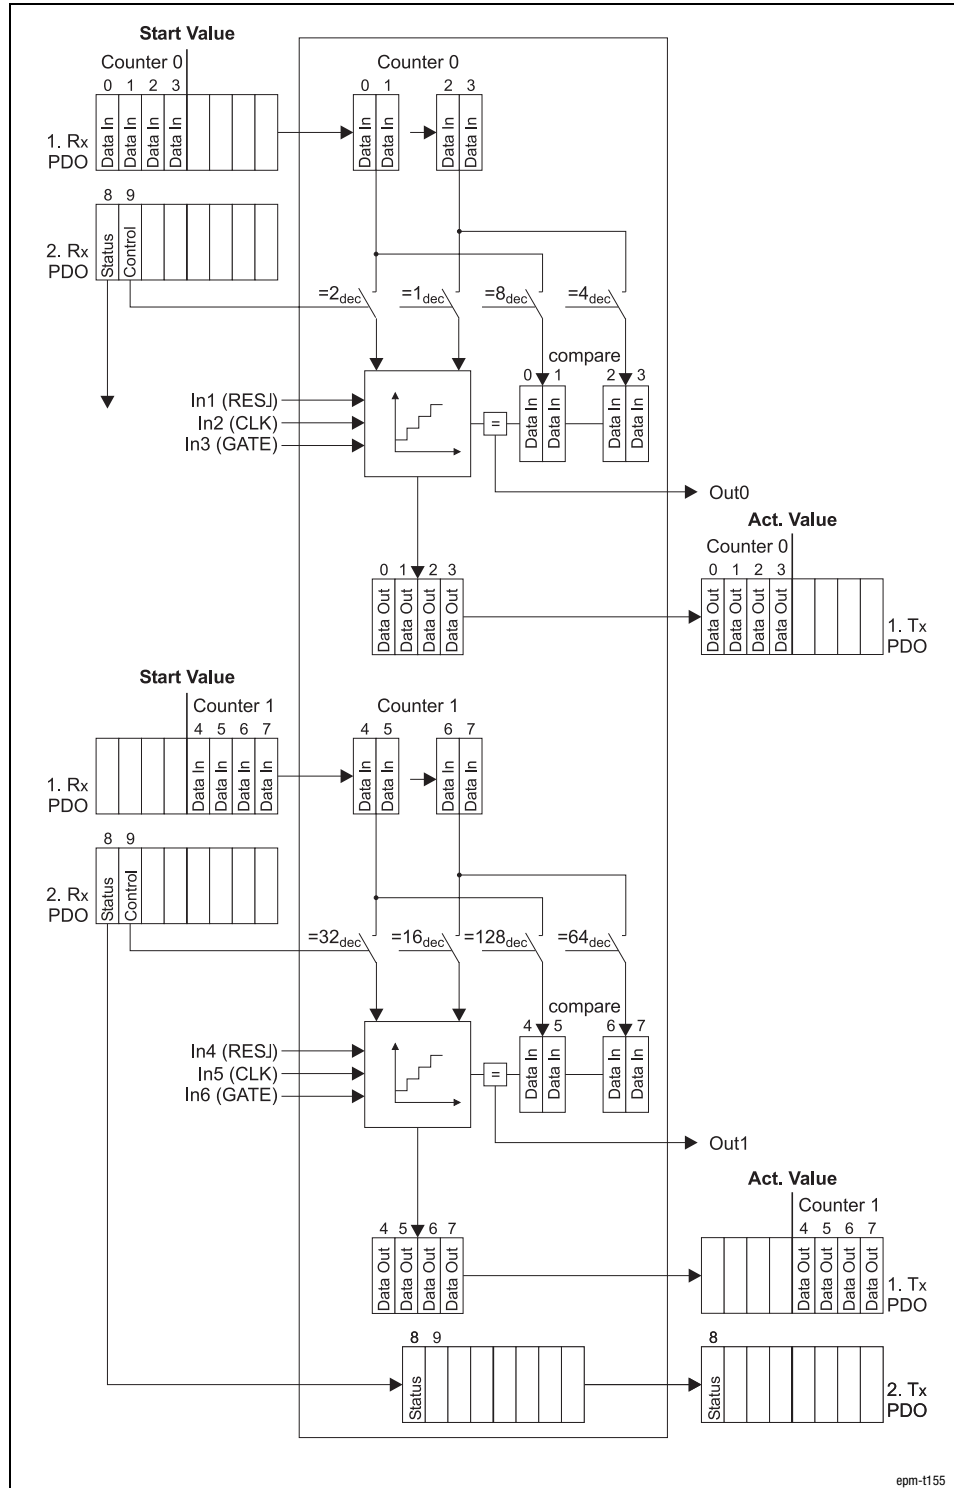 Start Value
Counter 0
Counter 0
0 1 2 3
0 1
2 3
1. Rx
PDO
Data In
Data In
Data In
Data In
Data In
Data In
Data In
Data In
8 9
2. Rx
PDO
Status
Control
=2dec
=1dec
=8dec
=4dec
compare
0 1
2 3
In1 (RES⅃)
In2 (CLK)
In3 (GATE)
=
Data In
Data In
Data In
Data In
Out0
Act. Value
Counter 0
0 1 2 3
0 1 2 3
Data Out
Data Out
Data Out
Data Out
Data Out
Data Out
Data Out
Data Out
1. Tx
PDO
Start Value
Counter 1
Counter 1
4 5 6 7
4 5
6 7
1. Rx
PDO
Data In
Data In
Data In
Data In
Data In
Data In
Data In
Data In
8 9
2. Rx
PDO
Status
Control
=32dec
=16dec
=128dec
=64dec
compare
4 5
6 7
In4 (RES⅃)
In5 (CLK)
In6 (GATE)
=
Data In
Data In
Data In
Data In
Out1
Act. Value
Counter 1
4 5 6 7
4 5 6 7
Data Out
Data Out
Data Out
Data Out
Data Out
Data Out
Data Out
Data Out
1. Tx
PDO
8 9
8
Status
Status
2. Tx
PDO
epm-t155